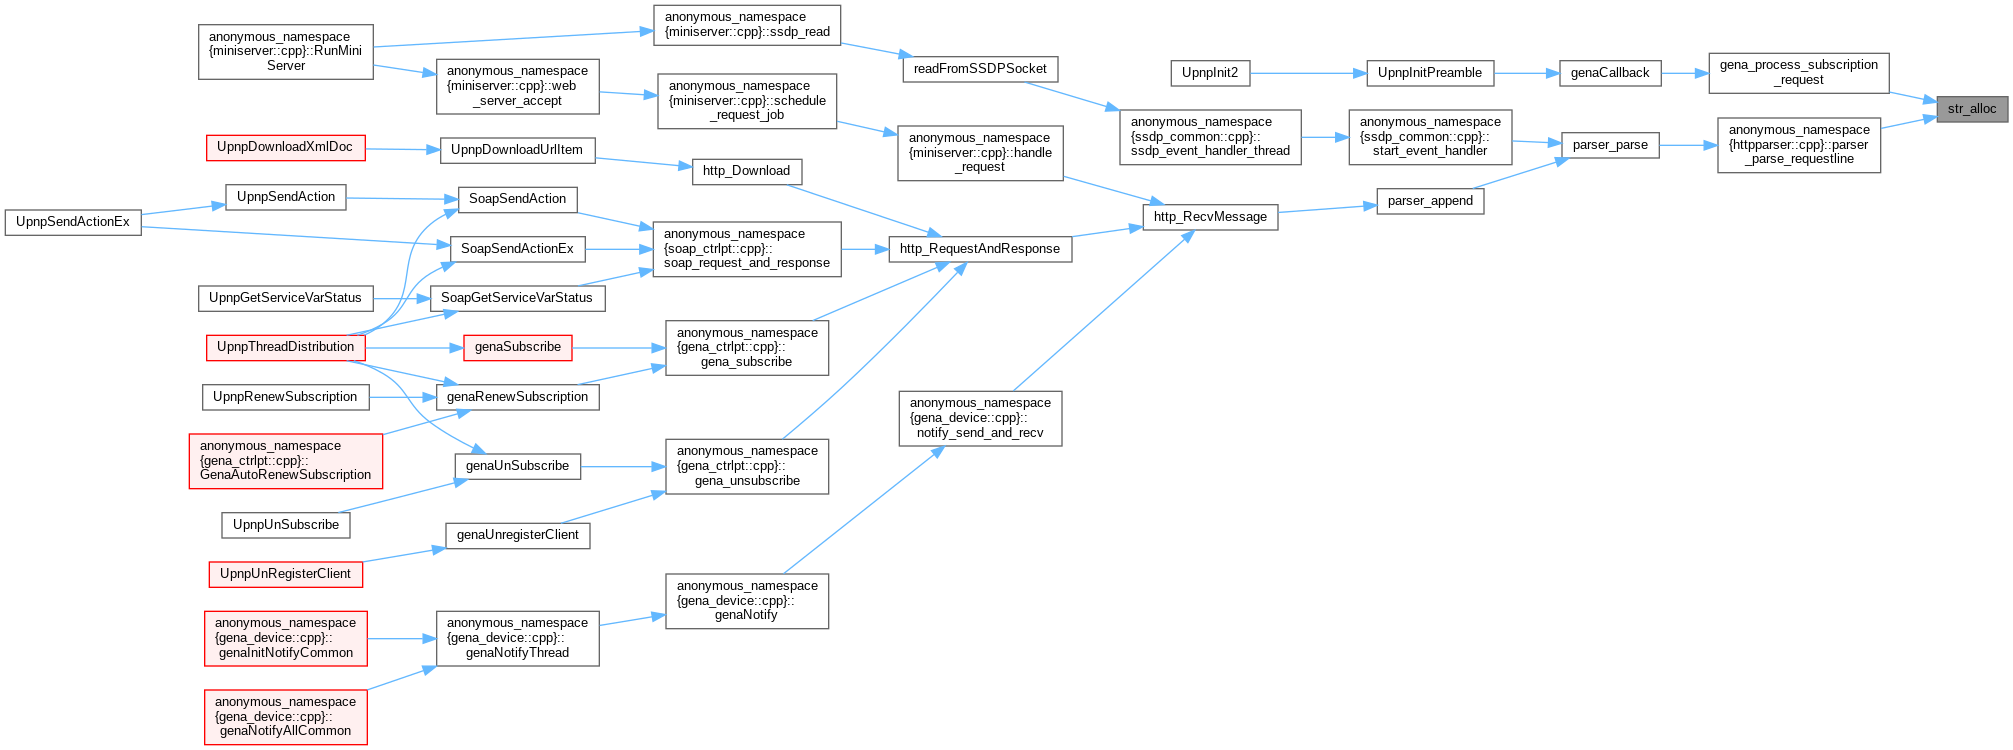 anonymous_namespace
{miniserver::cpp}::RunMini
Server
anonymous_namespace
{miniserver::cpp}::ssdp_read
anonymous_namespace
{miniserver::cpp}::web
_server_accept
anonymous_namespace
{miniserver::cpp}::schedule
_request_job
readFromSSDPSocket
UpnpInit2
UpnpInitPreamble
genaCallback
gena_process_subscription
_request
str_alloc
anonymous_namespace
{miniserver::cpp}::handle
_request
anonymous_namespace
{ssdp_common::cpp}::
ssdp_event_handler_thread
anonymous_namespace
{ssdp_common::cpp}::
start_event_handler
parser_parse
anonymous_namespace
{httpparser::cpp}::parser
_parse_requestline
UpnpDownloadXmlDoc
UpnpDownloadUrlItem
http_Download
parser_append
UpnpSendAction
SoapSendAction
http_RecvMessage
UpnpSendActionEx
SoapSendActionEx
anonymous_namespace
{soap_ctrlpt::cpp}::
soap_request_and_response
http_RequestAndResponse
UpnpGetServiceVarStatus
SoapGetServiceVarStatus
UpnpThreadDistribution
genaSubscribe
anonymous_namespace
{gena_ctrlpt::cpp}::
gena_subscribe
UpnpRenewSubscription
genaRenewSubscription
anonymous_namespace
{gena_device::cpp}::
notify_send_and_recv
anonymous_namespace
{gena_ctrlpt::cpp}::
GenaAutoRenewSubscription
genaUnSubscribe
anonymous_namespace
{gena_ctrlpt::cpp}::
gena_unsubscribe
UpnpUnSubscribe
genaUnregisterClient
UpnpUnRegisterClient
anonymous_namespace
{gena_device::cpp}::
genaNotify
anonymous_namespace
{gena_device::cpp}::
genaInitNotifyCommon
anonymous_namespace
{gena_device::cpp}::
genaNotifyThread
anonymous_namespace
{gena_device::cpp}::
genaNotifyAllCommon